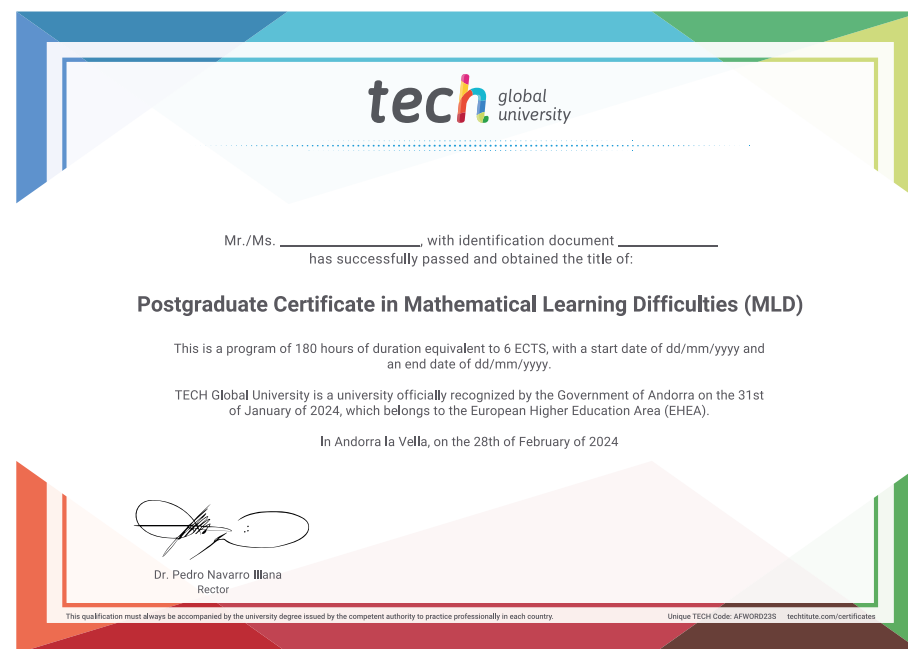 tech global university
Mr./Ms. ____________________, with identification document ______________
has successfully passed and obtained the title of:
Postgraduate Certificate in Mathematical Learning Difficulties (MLD)
This is a program of 180 hours of duration equivalent to 6 ECTS, with a start date of dd/mm/yyyy and
an end date of dd/mm/yyyy.
TECH Global University is a university officially recognized by the Government of Andorra on the 31st
of January of 2024, which belongs to the European Higher Education Area (EHEA).
In Andorra la Vella, on the 28th of February of 2024
Dr. Pedro Navarro Illana
Rector
This qualification must always be accompanied by the university degree issued by the competent authority to practice professionally in each country.
Unique TECH Code: AFWORD23S techtitute.com/certificates